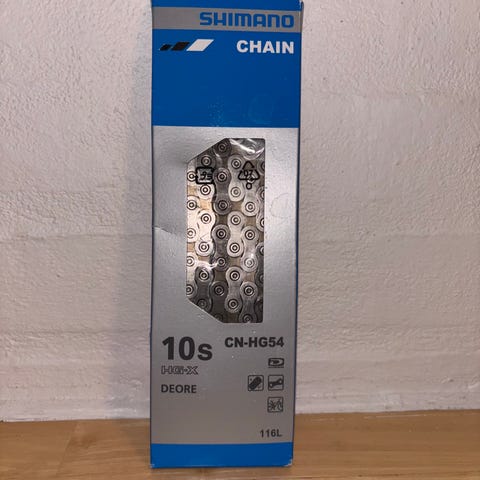 SHIMANO
CHAIN
10s
CN-HG54
HG-X
DEORE
116L